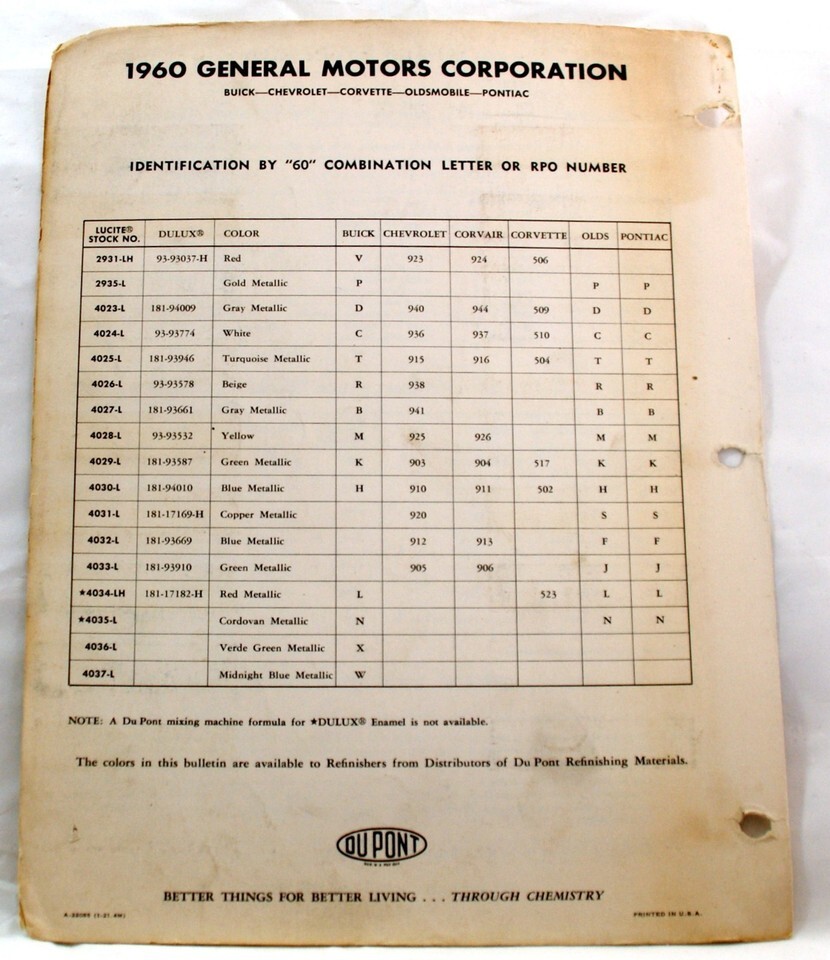 1960 GENERAL MOTORS CORPORATION
BUICK—CHEVROLET—CORVETTE—OLDSMOBILE—PONTIAC
IDENTIFICATION BY "60" COMBINATION LETTER OR RPO NUMBER
LUCITE® STOCK NO. DULUX® COLOR BUICK CHEVROLET CORVAIR CORVETTE OLDS PONTIAC
2931-LH 93-93037-H Red V 923 924 506
2935-L Gold Metallic P P P
4023-L 181-94009 Gray Metallic D 940 944 509 D D
4024-L 93-93774 White C 936 937 510 C C
4025-L 181-93946 Turquoise Metallic T 915 916 504 T T
4026-L 93-93578 Beige R 938 R R
4027-L 181-93661 Gray Metallic B 941 B B
4028-L 93-93532 Yellow M 925 926 M M
4029-L 181-93587 Green Metallic K 903 904 517 K K
4030-L 181-94010 Blue Metallic H 910 911 502 H H
4031-L 181-17169-H Copper Metallic 920 S S
4032-L 181-93669 Blue Metallic 912 913 F F
4033-L 181-93910 Green Metallic 905 906 J J
★4034-LH 181-17182-H Red Metallic L 523 L L
★4035-L Cordovan Metallic N N N
4036-L Verde Green Metallic X
4037-L Midnight Blue Metallic W
NOTE: A Du Pont mixing machine formula for ★DULUX® Enamel is not available.
The colors in this bulletin are available to Refinishers from Distributors of Du Pont Refinishing Materials.
DU PONT
BETTER THINGS FOR BETTER LIVING . . . THROUGH CHEMISTRY
PRINTED IN U.S.A.